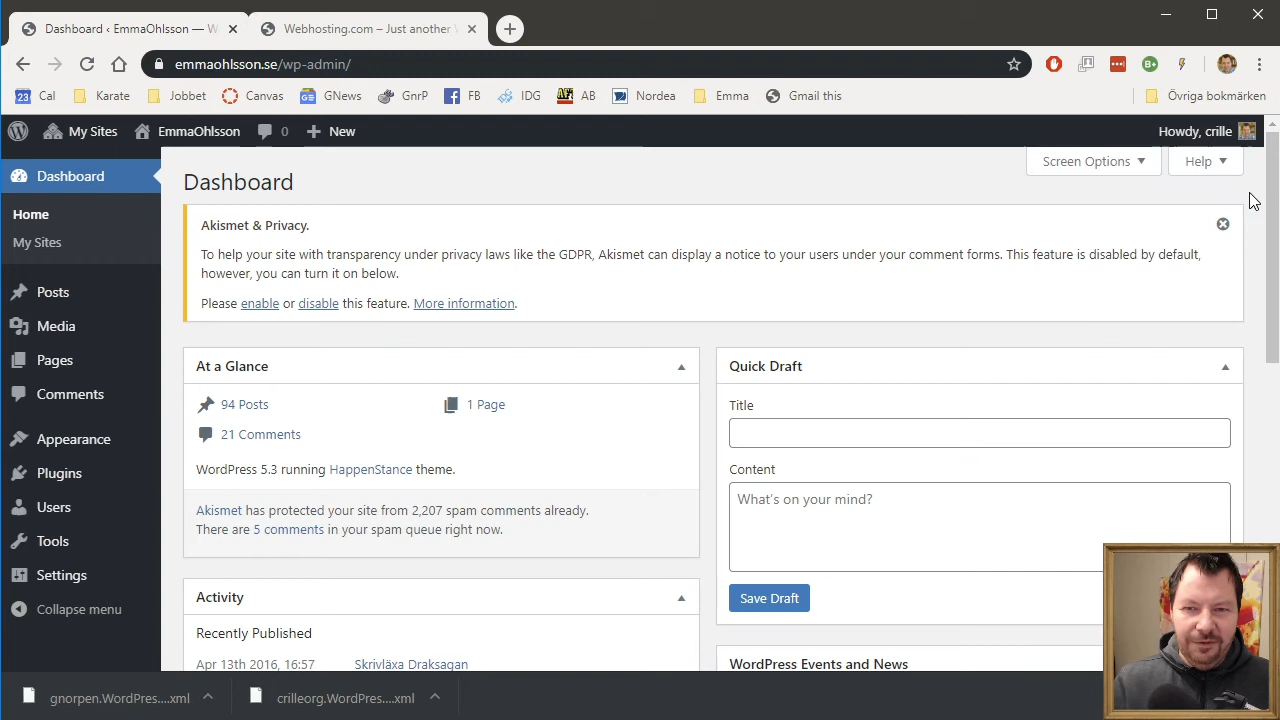 Dashboard ‹ EmmaOhlsson — W
Webhosting.com – Just another
emmaohlsson.se/wp-admin/
23 Cal
Karate
Jobbet
Canvas
GNews
GnrP
FB
IDG
AB
Nordea
Emma
Gmail this
Övriga bokmärken
My Sites
EmmaOhlsson
0
New
Howdy, crille
Dashboard
Home
My Sites
Posts
Media
Pages
Comments
Appearance
Plugins
Users
Tools
Settings
Collapse menu
Screen Options
Help
Dashboard
Akismet & Privacy.
To help your site with transparency under privacy laws like the GDPR, Akismet can display a notice to your users under your comment forms. This feature is disabled by default,
however, you can turn it on below.
Please enable or disable this feature. More information.
At a Glance
94 Posts
1 Page
21 Comments
WordPress 5.3 running HappenStance theme.
Akismet has protected your site from 2,207 spam comments already.
There are 5 comments in your spam queue right now.
Activity
Recently Published
Apr 13th 2016, 16:57
Skrivläxa Draksagan
Quick Draft
Title
Content
What's on your mind?
Save Draft
WordPress Events and News
gnorpen.WordPres....xml
crilleorg.WordPres....xml